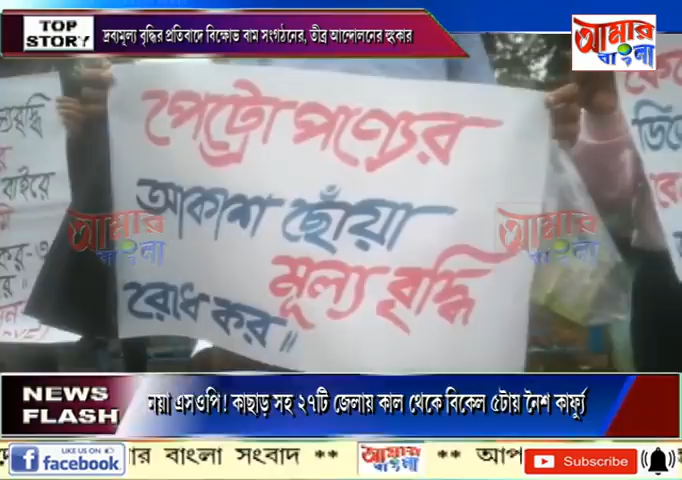 TOP STORY
দ্রব্যমূল্য বৃদ্ধির প্রতিবাদে বিক্ষোভ বাম সংগঠনের, তীব্র আন্দোলনের হুঙ্কার
আমার বাংলা
পেট্রো পণ্যের
আকাশ ছোঁয়া
মূল্য বৃদ্ধি
রোধ কর॥
আমার বাংলা
আমার বাংলা
NEWS FLASH
নয়া এসওপি! কাছাড় সহ ২৭টি জেলায় কাল থেকে বিকেল ৫টায় নৈশ কার্ফ্যু
LIKE US ON
facebook
বাংলা সংবাদ ** আমার বাংলা **
Subscribe